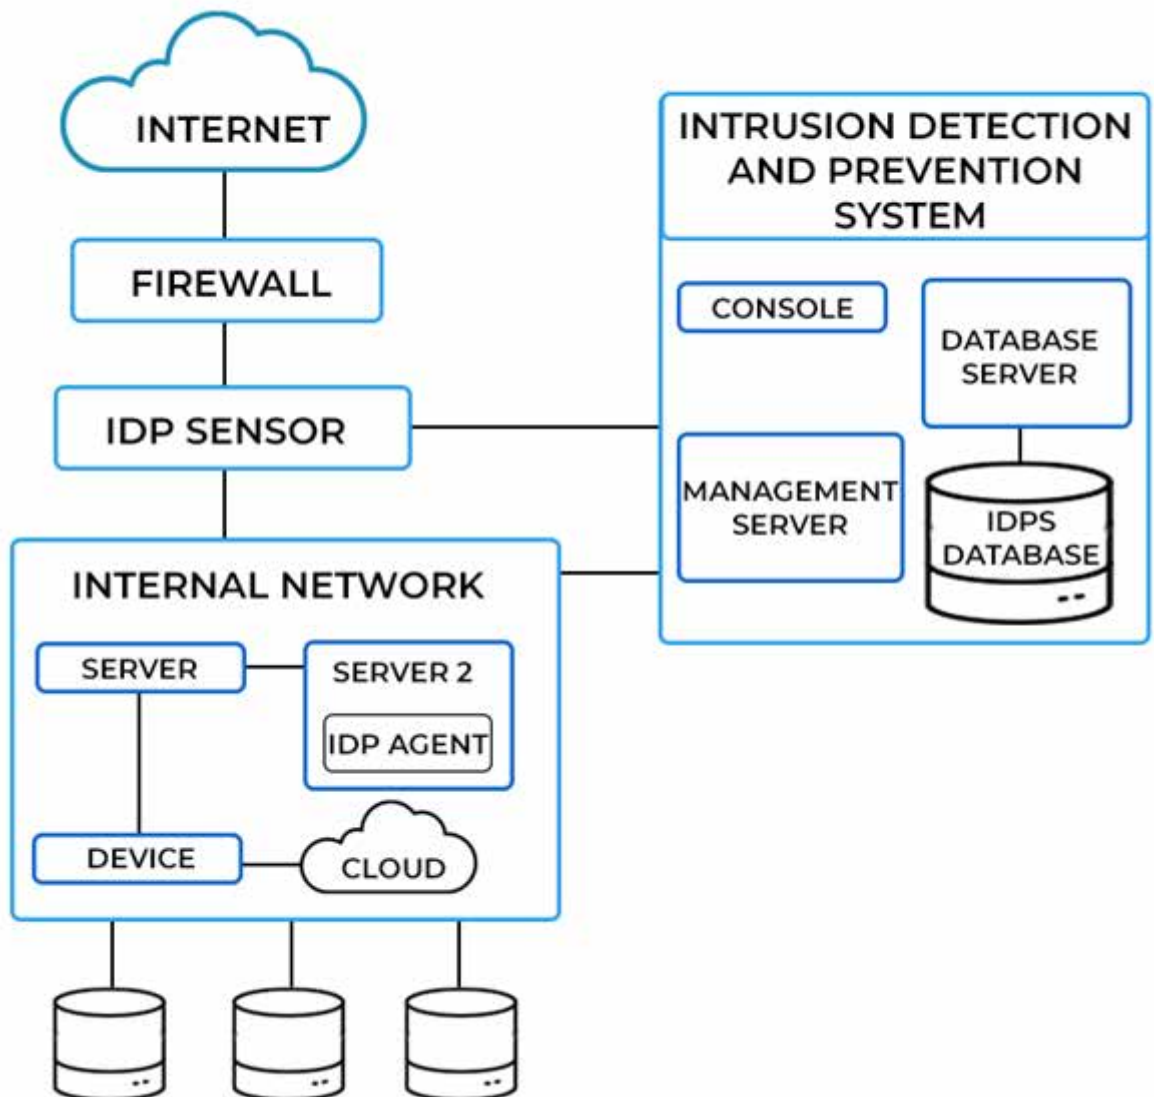 INTERNET
FIREWALL
IDP SENSOR
INTRUSION DETECTION
AND PREVENTION
SYSTEM
CONSOLE
DATABASE
SERVER
MANAGEMENT
SERVER
IDPS
DATABASE
INTERNAL NETWORK
SERVER
SERVER 2
IDP AGENT
DEVICE
CLOUD